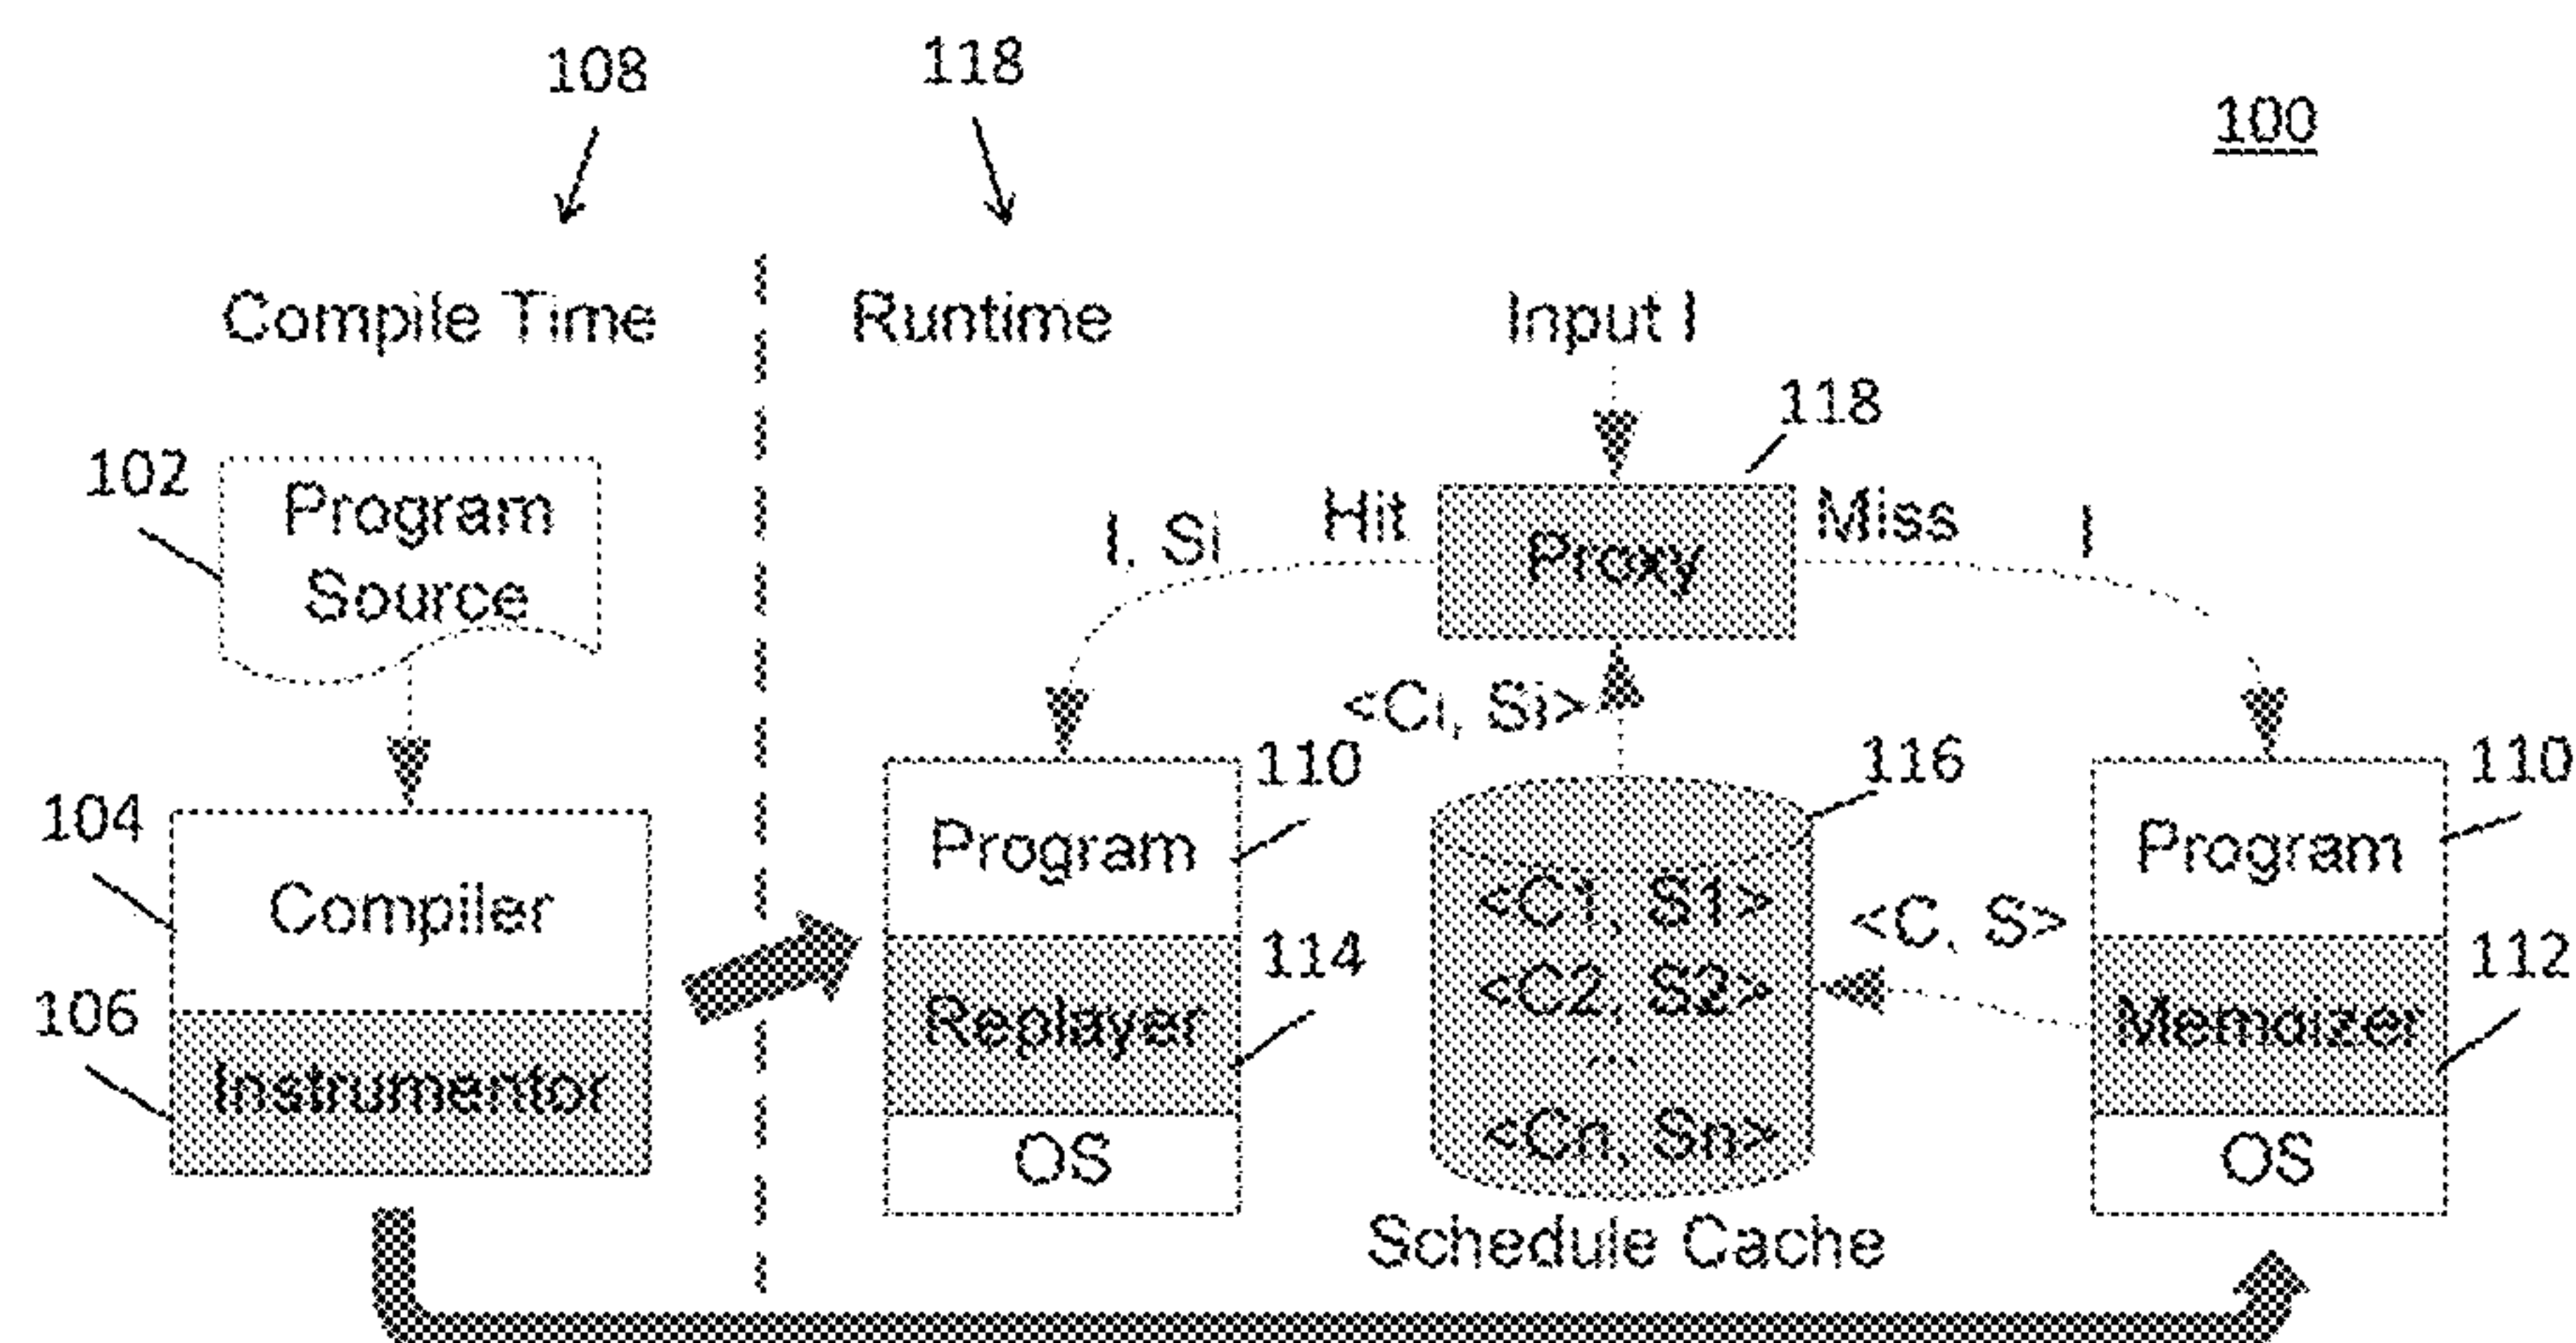 108
118
100
Compile Time
Runtime
Input I
118
102
Program
Source
I, Si
Hit
Proxy
Miss
I
<Ci, Si>
104
Compiler
106
Instrumentor
Program
110
Replayer
114
OS
116
<C1, S1>
<C2, S2>
...
<Cn, Sn>
Schedule Cache
<C, S>
Program
110
Memoizer
112
OS